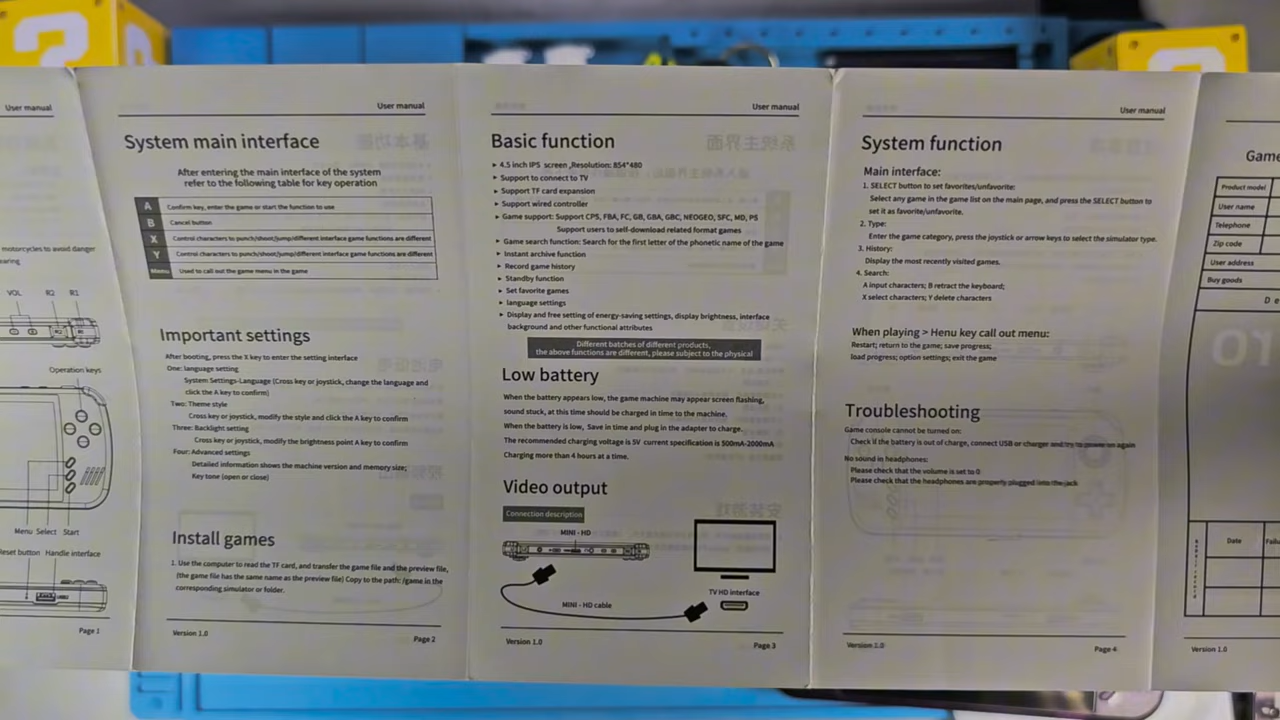 User manual
motorcycles to avoid danger
earing
VOL R2 R1
Operation keys
Menu Select Start
eset button Handle interface
Page 1
User manual
System main interface
After entering the main interface of the system
refer to the following table for key operation
A Confirm key, enter the game or start the function to use
B Cancel button
X Control characters to punch/shoot/jump/different interface game functions are different
Y Control characters to punch/shoot/jump/different interface game functions are different
Menu Used to call out the game menu in the game
Important settings
After booting, press the X key to enter the setting interface
One: language setting
System: Settings-Language (Cross key or joystick, change the language and
click the A key to confirm)
Two: Theme style
Cross key or joystick, modify the style and click the A key to confirm
Three: Backlight setting
Cross key or joystick, modify the brightness point A key to confirm
Four: Advanced settings
Detailed information shows the machine version and memory size;
Key tone (open or close)
Install games
1. Use the computer to read the TF card, and transfer the game file and the preview file,
(the game file has the same name as the preview file) Copy to the path: /game in the
corresponding simulator or folder.
Version 1.0
Page 2
User manual
Basic function
▸ 4.5 inch IPS screen ,Resolution: 854*480
▸ Support to connect to TV
▸ Support TF card expansion
▸ Support wired controller
▸ Game support: Support CPS, FBA, FC, GB, GBA, GBC, NEOGEO, SFC, MD, PS
Support users to self-download related format games
▸ Game search function: Search for the first letter of the phonetic name of the game
▸ Instant archive function
▸ Record game history
▸ Standby function
▸ Set favorite games
▸ language settings
▸ Display and free setting of energy-saving settings, display brightness, interface
background and other functional attributes
Different batches of different products,
the above functions are different, please subject to the physical
Low battery
When the battery appears low, the game machine may appear screen flashing,
sound stuck, at this time should be charged in time to the machine.
When the battery is low, Save in time and plug in the adapter to charge.
The recommended charging voltage is 5V current specification is 500mA-2000mA
Charging more than 4 hours at a time.
Video output
Connection description
MINI - HD
TV HD interface
MINI - HD cable
Version 1.0
Page 3
User manual
System function
Main interface:
1. SELECT button to set favorites/unfavorite:
Select any game in the game list on the main page, and press the SELECT button to
set it as favorite/unfavorite.
2. Type:
Enter the game category, press the joystick or arrow keys to select the simulator type.
3. History:
Display the most recently visited games.
4. Search:
A input characters; B retract the keyboard;
X select characters; Y delete characters
When playing > Henu key call out menu:
Restart; return to the game; save progress;
load progress; option settings; exit the game
Troubleshooting
Game console cannot be turned on:
Check if the battery is out of charge, connect USB or charger and try to power on again
No sound in headphones:
Please check that the volume is set to 0
Please check that the headphones are properly plugged into the jack
Version 1.0
Page 4
Game
Product model
User name
Telephone
Zip code
User address
Buy goods
D e
Date Failu
Version 1.0